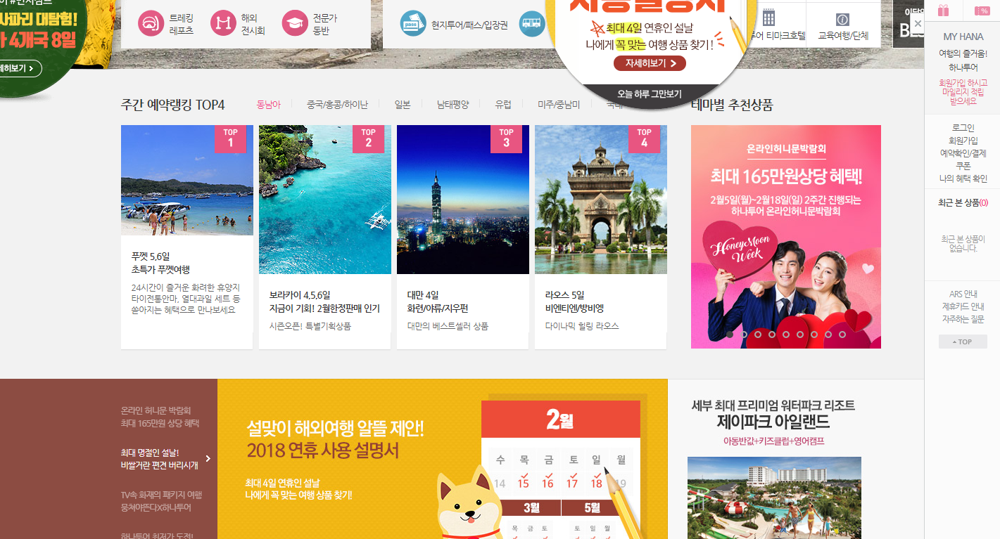 사파리 대탐험!
4개국 8일
트레킹
레포츠
해외
전시회
전문가
동반
pass
현지투어/패스/입장권
최대 4일 연휴인 설날
나에게 꼭 맞는 여행 상품 찾기!
자세히보기
오늘 하루 그만보기
투어 티마크호텔
교육여행/단체
%
MY HANA
여행의 즐거움!
하나투어
회원가입 하시고
마일리지 적립
받으세요
로그인
회원가입
예약확인/결제
쿠폰
나의 혜택 확인
최근 본 상품(0)
최근 본 상품이
없습니다.
ARS 안내
제휴카드 안내
자주하는 질문
TOP
주간 예약랭킹 TOP4
동남아
중국/홍콩/하이난
일본
남태평양
유럽
미주/중남미
국내
TOP
1
푸껫 5,6일
초특가 푸껫여행
24시간이 즐거운 화려한 휴양지
타이전통안마, 열대과일 세트 등
쏟아지는 혜택으로 만나보세요
TOP
2
보라카이 4,5,6일
지금이 기회! 2월한정판매 인기
시즌오픈! 특별기획상품
TOP
3
대만 4일
화련/야류/지우펀
대만의 베스트셀러 상품
TOP
4
라오스 5일
비엔티엔/방비엥
다이나믹 힐링 라오스
테마별 추천상품
온라인허니문박람회
최대 165만원상당 혜택!
2월5일(월)~2월18일(일) 2주간 진행되는
하나투어 온라인허니문박람회
HoneyMoon
Week
온라인 허니문 박람회
최대 165만원 상당 혜택
최대 명절인 설날!
비쌀거란 편견 버리시개
TV속 화제의 패키지 여행
뭉쳐야뜬다X하나투어
하나투어 최저가 도전!
설맞이 해외여행 알뜰 제안!
2018 연휴 사용 설명서
최대 4일 연휴인 설날
나에게 꼭 맞는 여행 상품 찾기!
2월
수 목 금 토 일 월
14 15 16 17 18 19
3월 5월
목 금 토 토 일 월
세부 최대 프리미엄 워터파크 리조트
제이파크 아일랜드
아동반값+키즈클럽+영어캠프